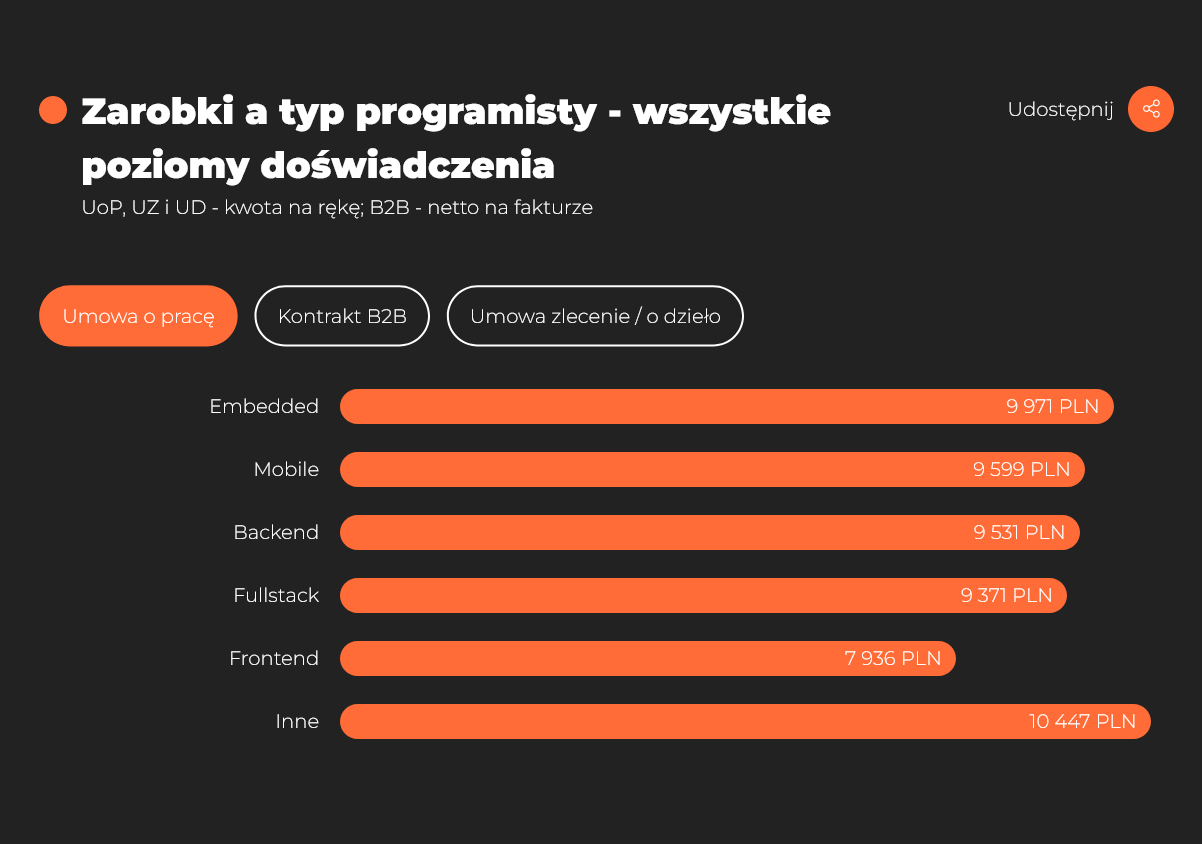 Zarobki a typ programisty - wszystkie
poziomy doświadczenia
UoP, UZ i UD - kwota na rękę; B2B - netto na fakturze
Udostępnij
Umowa o pracę
Kontrakt B2B
Umowa zlecenie / o dzieło
Embedded 9 971 PLN
Mobile 9 599 PLN
Backend 9 531 PLN
Fullstack 9 371 PLN
Frontend 7 936 PLN
Inne 10 447 PLN